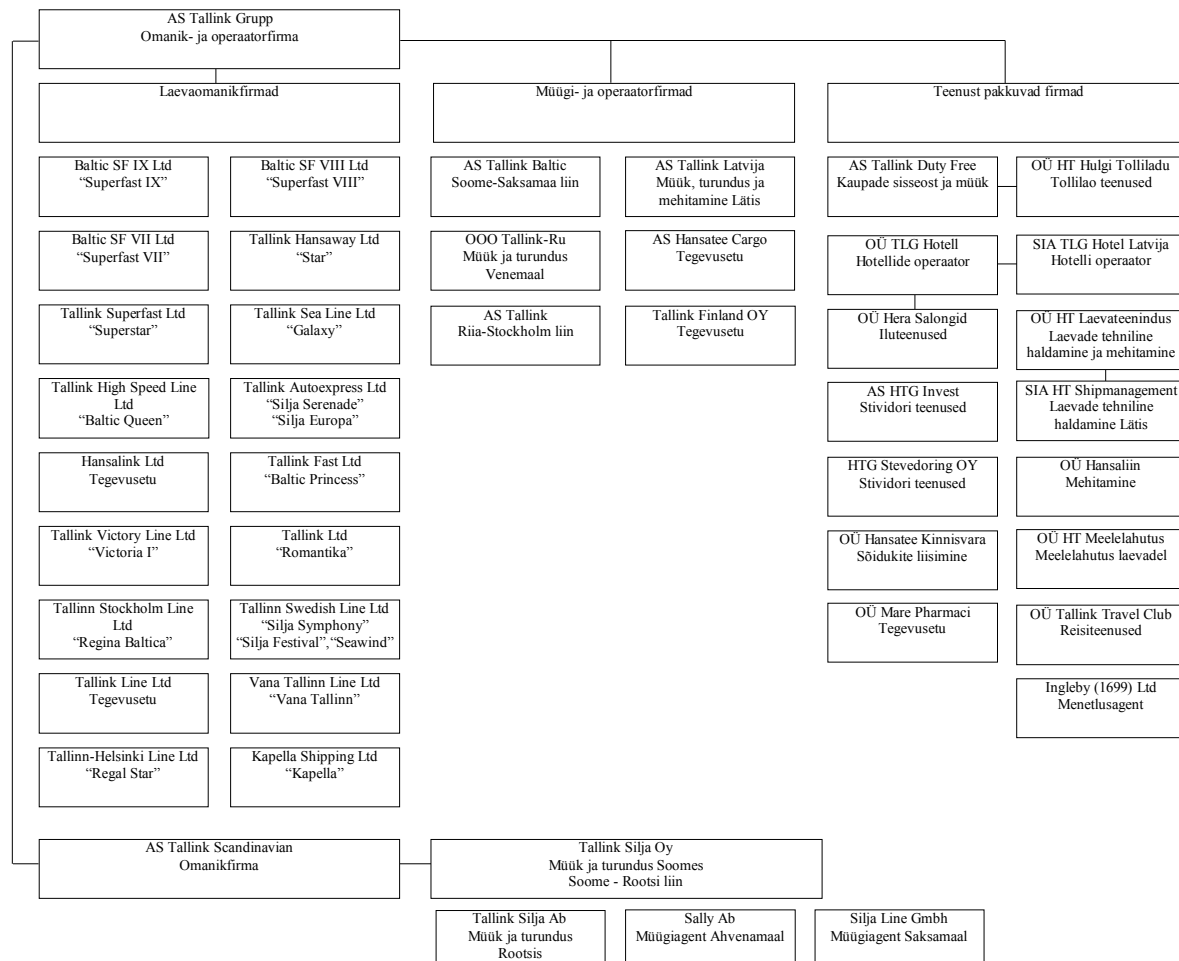 AS Tallink Grupp
Omanik- ja operaatorfirma
Laevaomanikfirmad
Müügi- ja operaatorfirmad
Teenust pakkuvad firmad
Baltic SF IX Ltd
“Superfast IX”
Baltic SF VIII Ltd
“Superfast VIII”
AS Tallink Baltic
Soome-Saksamaa liin
AS Tallink Latvija
Müük, turundus ja
mehitamine Lätis
AS Tallink Duty Free
Kaupade sisseost ja müük
OÜ HT Hulgi Tolliladu
Tollilao teenused
Baltic SF VII Ltd
“Superfast VII”
Tallink Hansaway Ltd
“Star”
OOO Tallink-Ru
Müük ja turundus
Venemaal
AS Hansatee Cargo
Tegevusetu
OÜ TLG Hotell
Hotellide operaator
SIA TLG Hotel Latvija
Hotelli operaator
Tallink Superfast Ltd
“Superstar”
Tallink Sea Line Ltd
“Galaxy”
AS Tallink
Riia-Stockholm liin
Tallink Finland OY
Tegevusetu
OÜ Hera Salongid
Iluteenused
OÜ HT Laevateenindus
Laevade tehniline
haldamine ja mehitamine
Tallink High Speed Line
Ltd
“Baltic Queen”
Tallink Autoexpress Ltd
“Silja Serenade”
“Silja Europa”
AS HTG Invest
Stividori teenused
SIA HT Shipmanagement
Laevade tehniline
haldamine Lätis
Hansalink Ltd
Tegevusetu
Tallink Fast Ltd
“Baltic Princess”
HTG Stevedoring OY
Stividori teenused
OÜ Hansaliin
Mehitamine
Tallink Victory Line Ltd
“Victoria I”
Tallink Ltd
“Romantika”
OÜ Hansatee Kinnisvara
Sõidukite liisimine
OÜ HT Meelelahutus
Meelelahutus laevadel
Tallinn Stockholm Line
Ltd
“Regina Baltica”
Tallinn Swedish Line Ltd
“Silja Symphony”
“Silja Festival”,“Seawind”
OÜ Mare Pharmaci
Tegevusetu
OÜ Tallink Travel Club
Reisiteenused
Tallink Line Ltd
Tegevusetu
Vana Tallinn Line Ltd
“Vana Tallinn”
Ingleby (1699) Ltd
Menetlusagent
Tallinn-Helsinki Line Ltd
“Regal Star”
Kapella Shipping Ltd
“Kapella”
AS Tallink Scandinavian
Omanikfirma
Tallink Silja Oy
Müük ja turundus Soomes
Soome - Rootsi liin
Tallink Silja Ab
Müük ja turundus
Rootsis
Sally Ab
Müügiagent Ahvenamaal
Silja Line Gmbh
Müügiagent Saksamaal